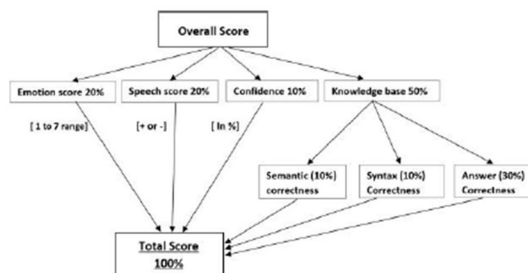 Overall Score
Emotion score 20%
Speech score 20%
Confidence 10%
Knowledge base 50%
[ 1 to 7 range]
[+ or -]
[ In %]
Semantic (10%)
correctness
Syntax (10%)
Correctness
Answer (30%)
Correctness
Total Score
100%